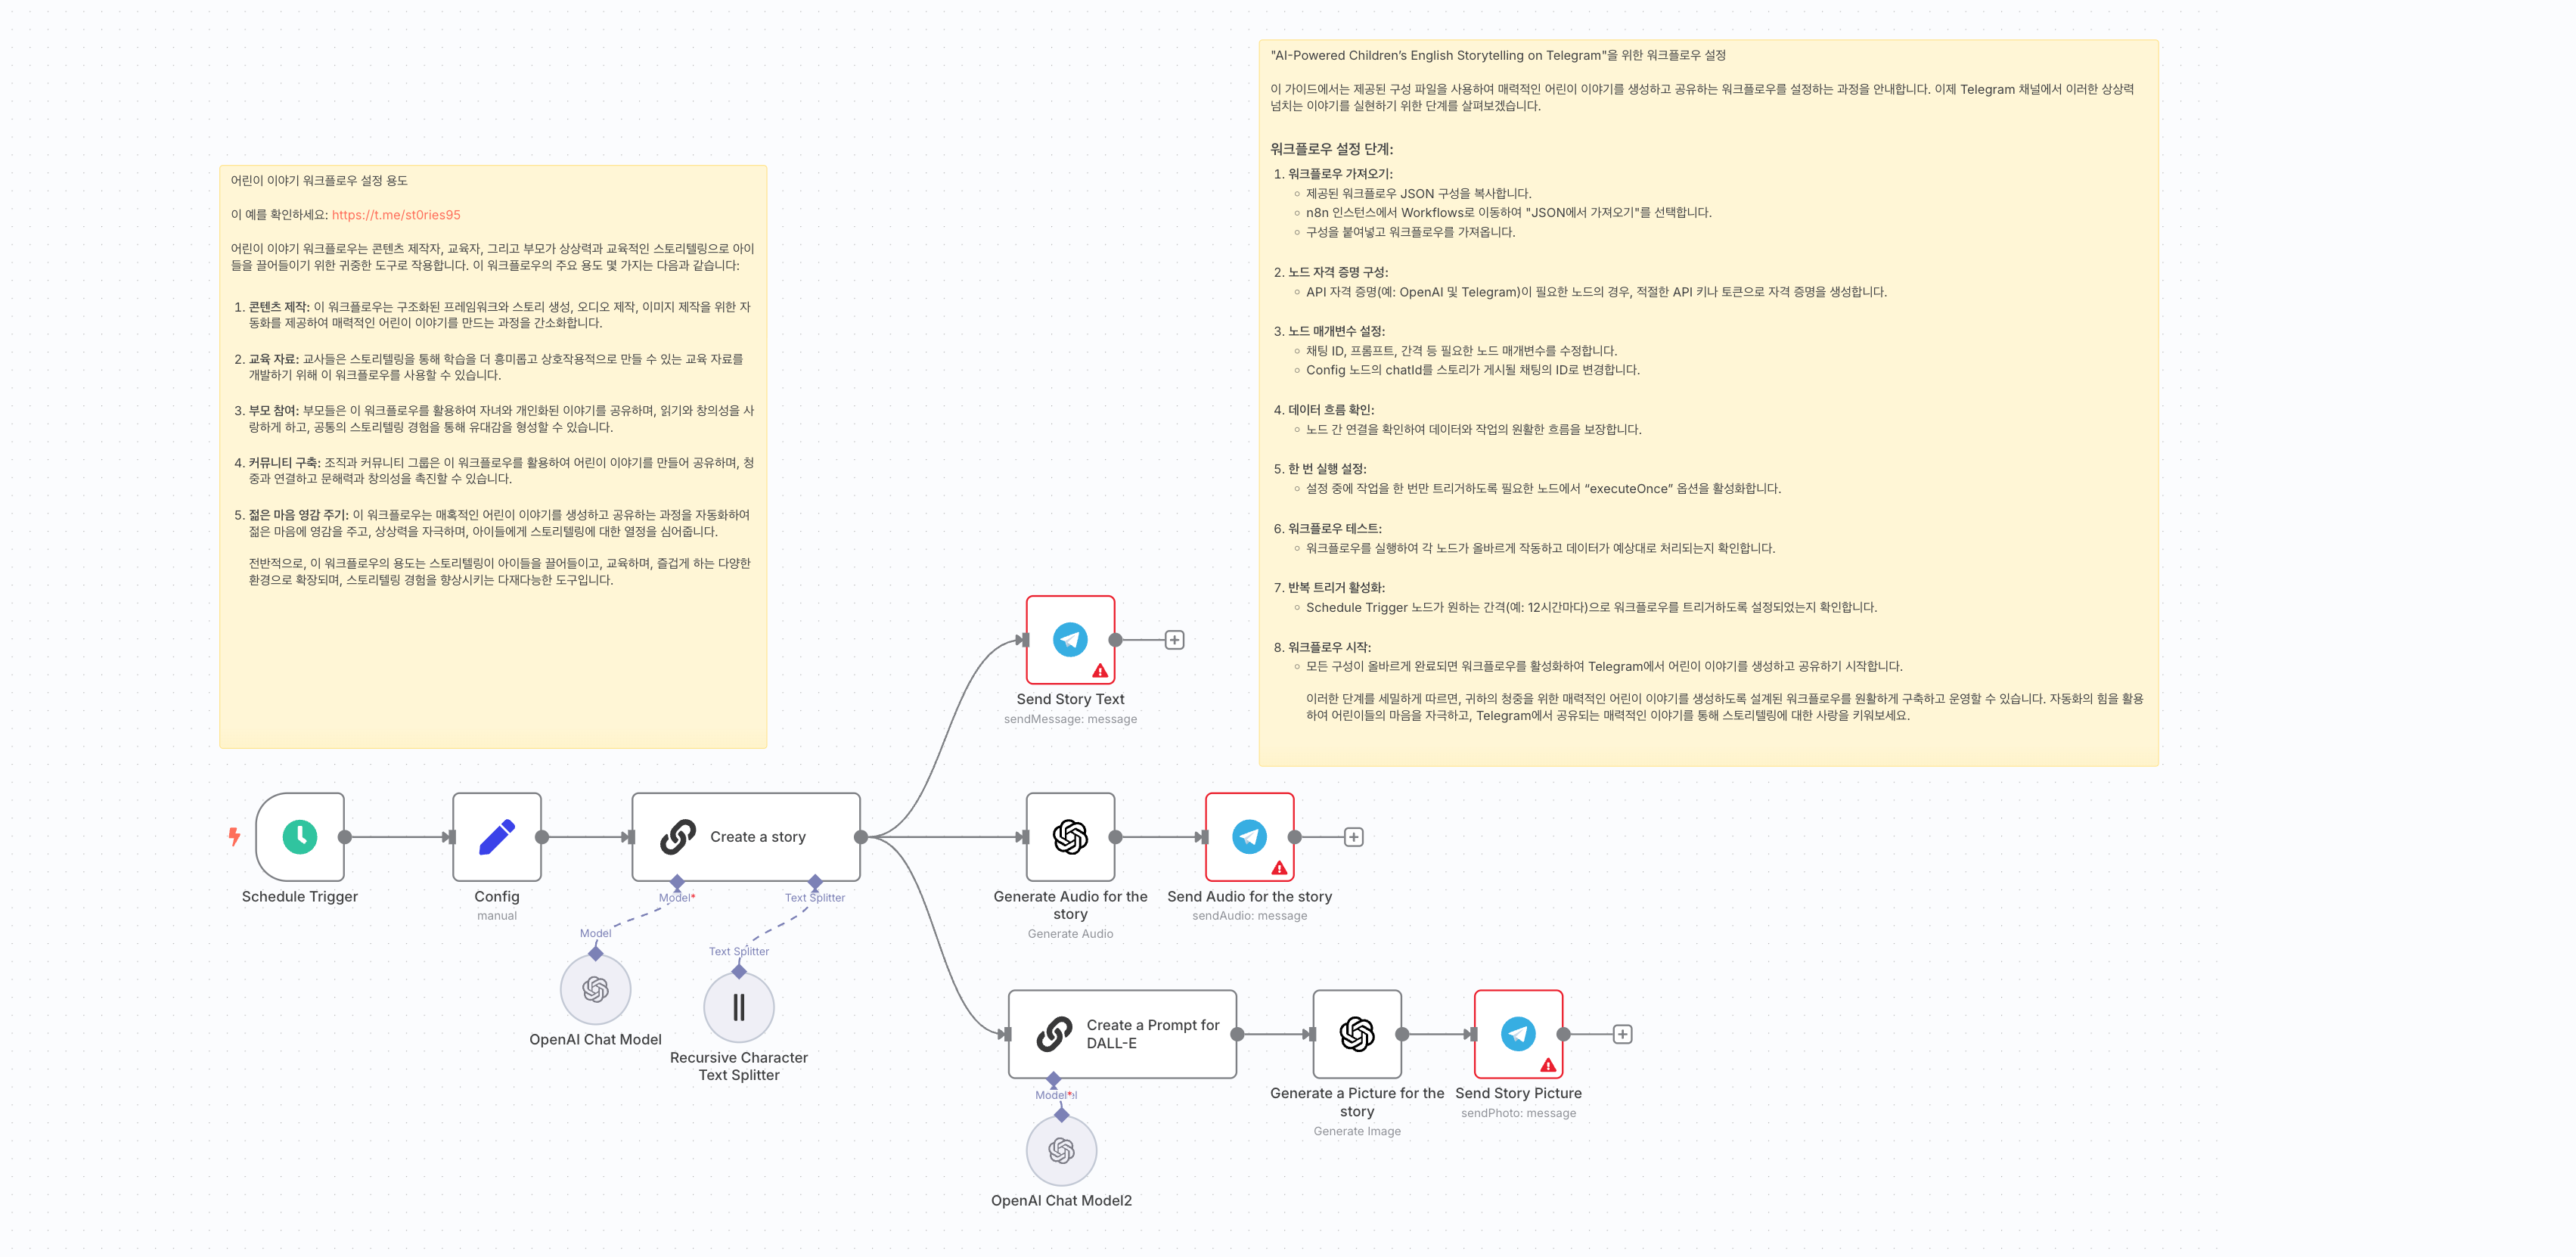 어린이 이야기 워크플로우 설정 용도
이 예를 확인하세요: https://t.me/st0ries95
어린이 이야기 워크플로우는 콘텐츠 제작자, 교육자, 그리고 부모가 상상력과 교육적인 스토리텔링으로 아이
들을 끌어들이기 위한 귀중한 도구로 작용합니다. 이 워크플로우의 주요 용도 몇 가지는 다음과 같습니다:
1. 콘텐츠 제작: 이 워크플로우는 구조화된 프레임워크와 스토리 생성, 오디오 제작, 이미지 제작을 위한 자
동화를 제공하여 매력적인 어린이 이야기를 만드는 과정을 간소화합니다.
2. 교육 자료: 교사들은 스토리텔링을 통해 학습을 더 흥미롭고 상호작용적으로 만들 수 있는 교육 자료를
개발하기 위해 이 워크플로우를 사용할 수 있습니다.
3. 부모 참여: 부모들은 이 워크플로우를 활용하여 자녀와 개인화된 이야기를 공유하며, 읽기와 창의성을 사
랑하게 하고, 공통의 스토리텔링 경험을 통해 유대감을 형성할 수 있습니다.
4. 커뮤니티 구축: 조직과 커뮤니티 그룹은 이 워크플로우를 활용하여 어린이 이야기를 만들어 공유하며, 청
중과 연결하고 문해력과 창의성을 촉진할 수 있습니다.
5. 젊은 마음 영감 주기: 이 워크플로우는 매혹적인 어린이 이야기를 생성하고 공유하는 과정을 자동화하여
젊은 마음에 영감을 주고, 상상력을 자극하며, 아이들에게 스토리텔링에 대한 열정을 심어줍니다.
전반적으로, 이 워크플로우의 용도는 스토리텔링이 아이들을 끌어들이고, 교육하며, 즐겁게 하는 다양한
환경으로 확장되며, 스토리텔링 경험을 향상시키는 다재다능한 도구입니다.
"AI-Powered Children’s English Storytelling on Telegram"을 위한 워크플로우 설정
이 가이드에서는 제공된 구성 파일을 사용하여 매력적인 어린이 이야기를 생성하고 공유하는 워크플로우를 설정하는 과정을 안내합니다. 이제 Telegram 채널에서 이러한 상상력
넘치는 이야기를 실현하기 위한 단계를 살펴보겠습니다.
워크플로우 설정 단계:
1. 워크플로우 가져오기:
제공된 워크플로우 JSON 구성을 복사합니다.
n8n 인스턴스에서 Workflows로 이동하여 "JSON에서 가져오기"를 선택합니다.
구성을 붙여넣고 워크플로우를 가져옵니다.
2. 노드 자격 증명 구성:
API 자격 증명(예: OpenAI 및 Telegram)이 필요한 노드의 경우, 적절한 API 키나 토큰으로 자격 증명을 생성합니다.
3. 노드 매개변수 설정:
채팅 ID, 프롬프트, 간격 등 필요한 노드 매개변수를 수정합니다.
Config 노드의 chatId를 스토리가 게시될 채팅의 ID로 변경합니다.
4. 데이터 흐름 확인:
노드 간 연결을 확인하여 데이터와 작업의 원활한 흐름을 보장합니다.
5. 한 번 실행 설정:
설정 중에 작업을 한 번만 트리거하도록 필요한 노드에서 “executeOnce” 옵션을 활성화합니다.
6. 워크플로우 테스트:
워크플로우를 실행하여 각 노드가 올바르게 작동하고 데이터가 예상대로 처리되는지 확인합니다.
7. 반복 트리거 활성화:
Schedule Trigger 노드가 원하는 간격(예: 12시간마다)으로 워크플로우를 트리거하도록 설정되었는지 확인합니다.
8. 워크플로우 시작:
모든 구성이 올바르게 완료되면 워크플로우를 활성화하여 Telegram에서 어린이 이야기를 생성하고 공유하기 시작합니다.
이러한 단계를 세밀하게 따르면, 귀하의 청중을 위한 매력적인 어린이 이야기를 생성하도록 설계된 워크플로우를 원활하게 구축하고 운영할 수 있습니다. 자동화의 힘을 활용
하여 어린이들의 마음을 자극하고, Telegram에서 공유되는 매력적인 이야기를 통해 스토리텔링에 대한 사랑을 키워보세요.
Send Story Text
sendMessage: message
Schedule Trigger
Config
manual
Create a story
Model*
Text Splitter
Model
Text Splitter
OpenAI Chat Model
Recursive Character
Text Splitter
Generate Audio for the
story
Generate Audio
Send Audio for the story
sendAudio: message
Create a Prompt for
DALL-E
Model*
OpenAI Chat Model2
Generate a Picture for the
story
Generate Image
Send Story Picture
sendPhoto: message